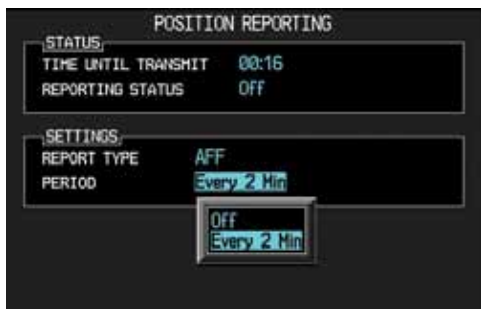 POSITION REPORTING
STATUS
TIME UNTIL TRANSMIT 00:16
REPORTING STATUS Off
SETTINGS
REPORT TYPE AFF
PERIOD Every 2 Min
Off
Every 2 Min